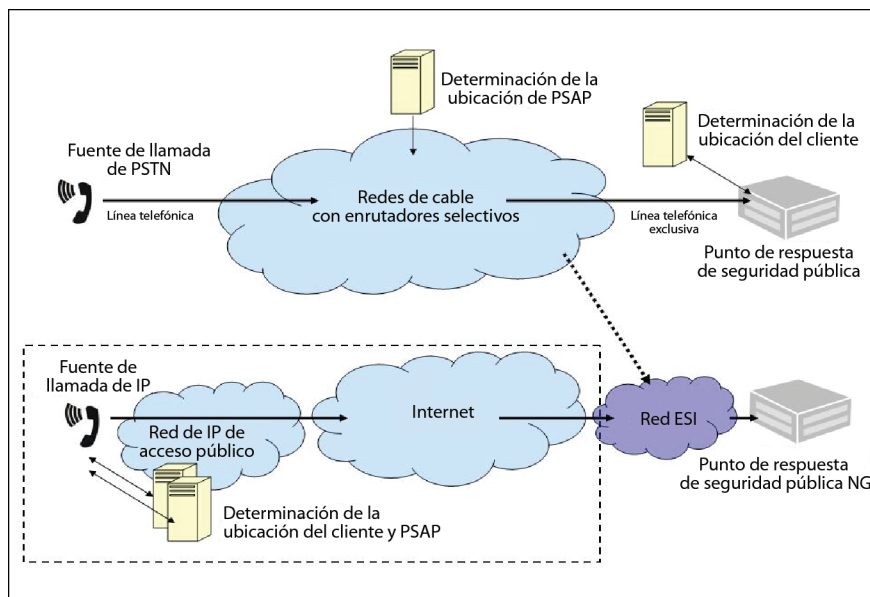 Determinación de la
ubicación de PSAP
Determinación de la
ubicación del cliente
Fuente de llamada
de PSTN
Línea telefónica
Redes de cable
con enrutadores selectivos
Línea telefónica
exclusiva
Punto de respuesta
de seguridad pública
Fuente de
llamada de IP
Red de IP de
acceso público
Internet
Red ESI
Punto de respuesta
de seguridad pública NG
Determinación de la
ubicación del cliente y PSAP